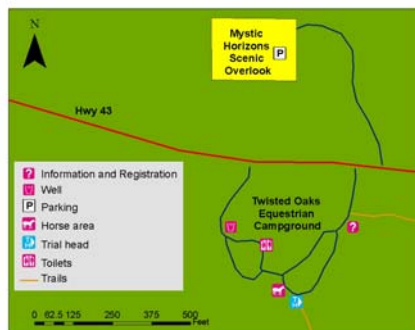 Mystic
Horizons
Scenic
Overlook
P
N
Hwy 43
? Information and Registration
Well
P Parking
Horse area
Trial head
Toilets
Trails
Twisted Oaks
Equestrian
Campground
?
0 62.5 125 250 375 500
Feet